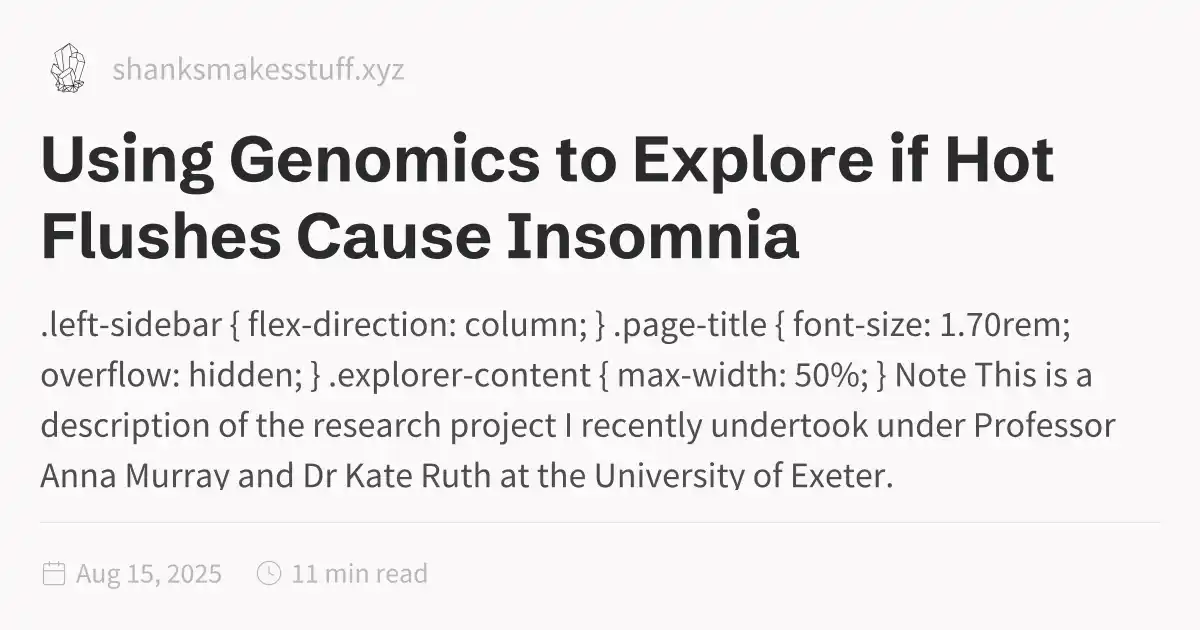 shanksmakesstuff.xyz
Using Genomics to Explore if Hot
Flushes Cause Insomnia
.left-sidebar { flex-direction: column; } .page-title { font-size: 1.70rem;
overflow: hidden; } .explorer-content { max-width: 50%; } Note This is a
description of the research project I recently undertook under Professor
Anna Murray and Dr Kate Ruth at the University of Exeter.
Aug 15, 2025 11 min read